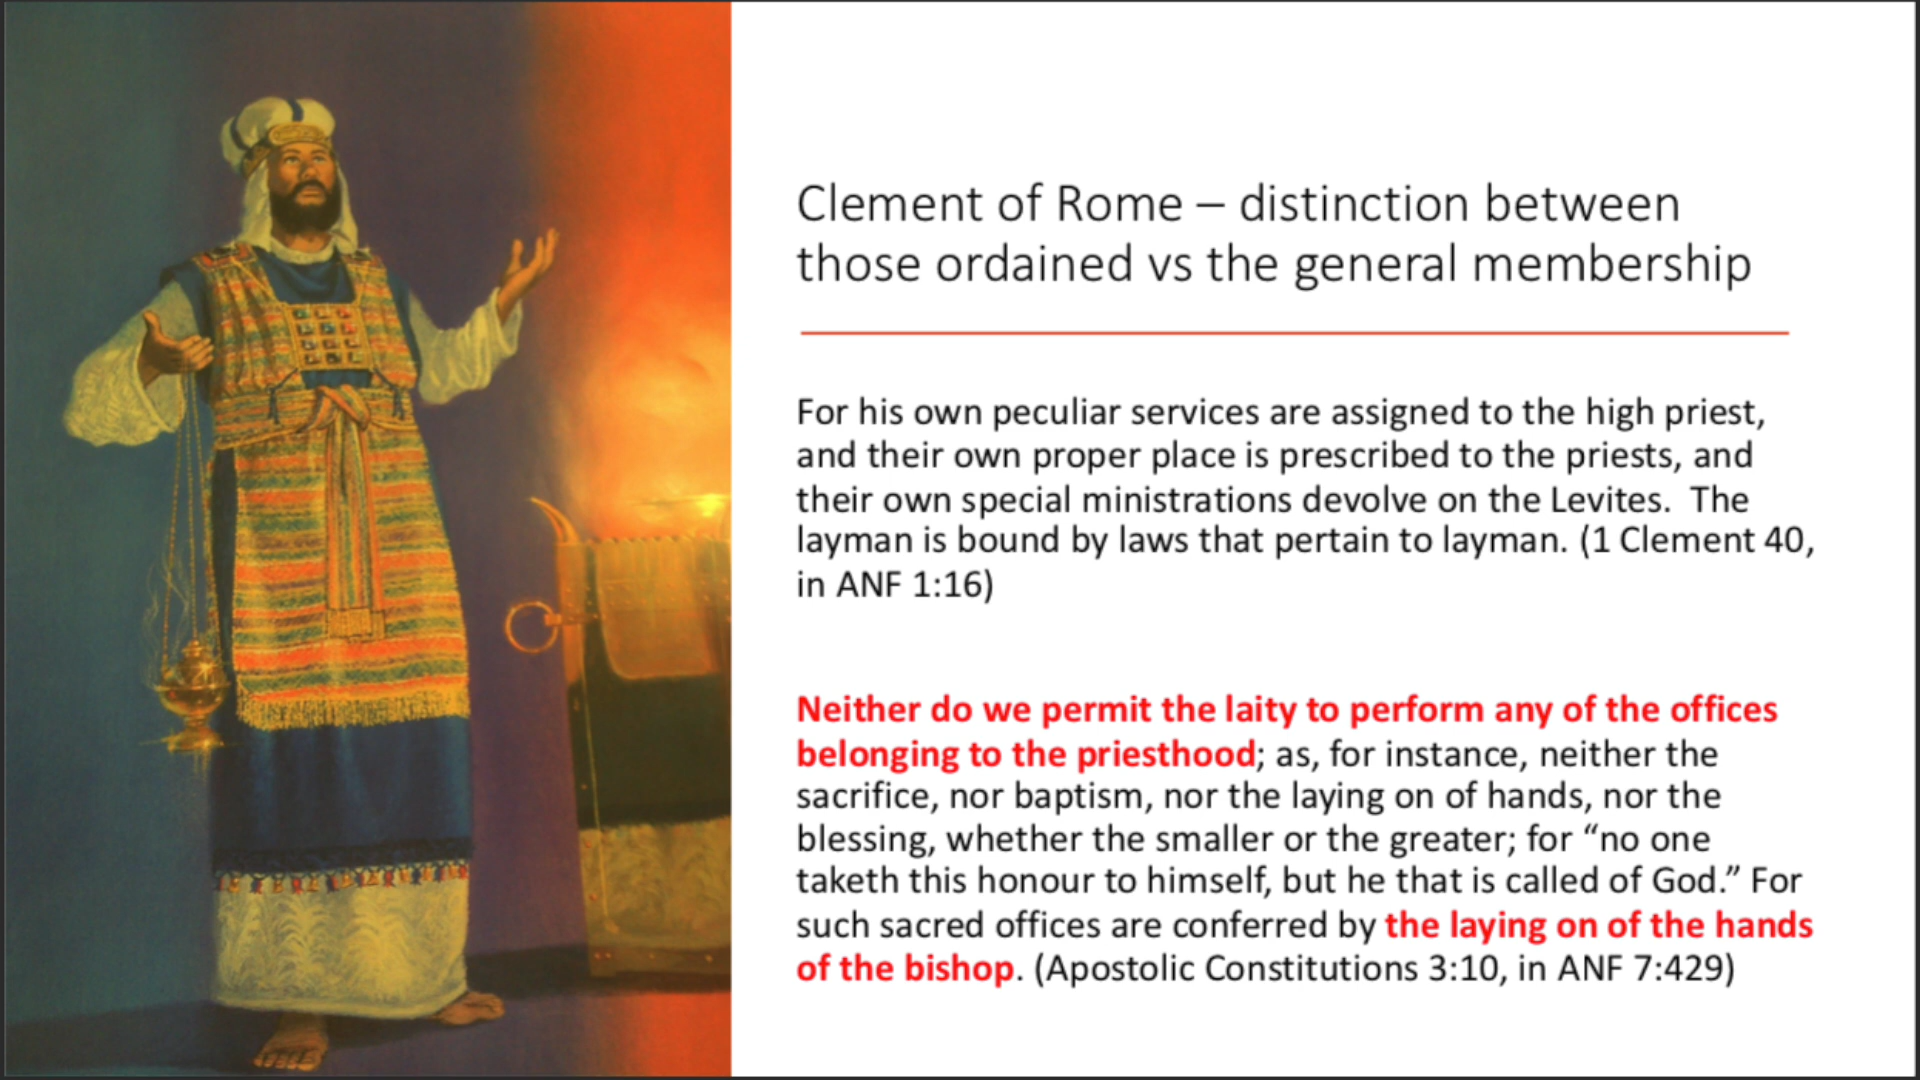 Clement of Rome – distinction between
those ordained vs the general membership
For his own peculiar services are assigned to the high priest,
and their own proper place is prescribed to the priests, and
their own special ministrations devolve on the Levites.  The
layman is bound by laws that pertain to layman. (1 Clement 40,
in ANF 1:16)
Neither do we permit the laity to perform any of the offices
belonging to the priesthood; as, for instance, neither the
sacrifice, nor baptism, nor the laying on of hands, nor the
blessing, whether the smaller or the greater; for “no one
taketh this honour to himself, but he that is called of God.” For
such sacred offices are conferred by the laying on of the hands
of the bishop. (Apostolic Constitutions 3:10, in ANF 7:429)